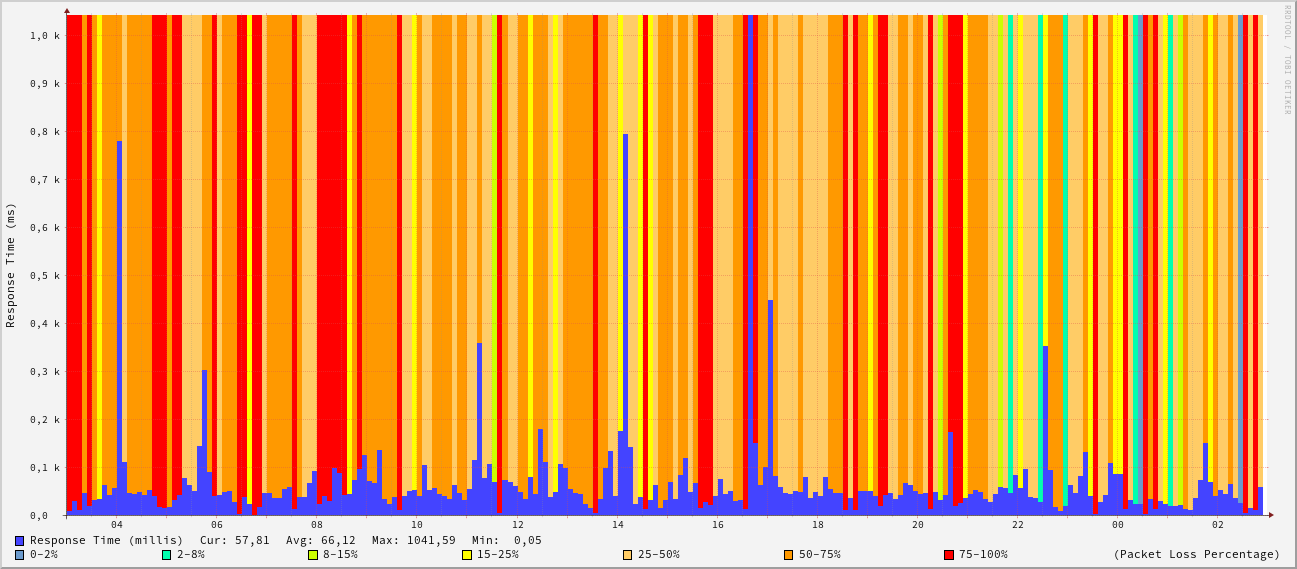 RRDTOOL / TOBI OETIKER
Response Time (ms)
1,0 k
0,9 k
0,8 k
0,7 k
0,6 k
0,5 k
0,4 k
0,3 k
0,2 k
0,1 k
0,0
04 06 08 10 12 14 16 18 20 22 00 02
Response Time (millis) Cur: 57,81 Avg: 66,12 Max: 1041,59 Min: 0,05
0-2% 2-8% 8-15% 15-25% 25-50% 50-75% 75-100% (Packet Loss Percentage)